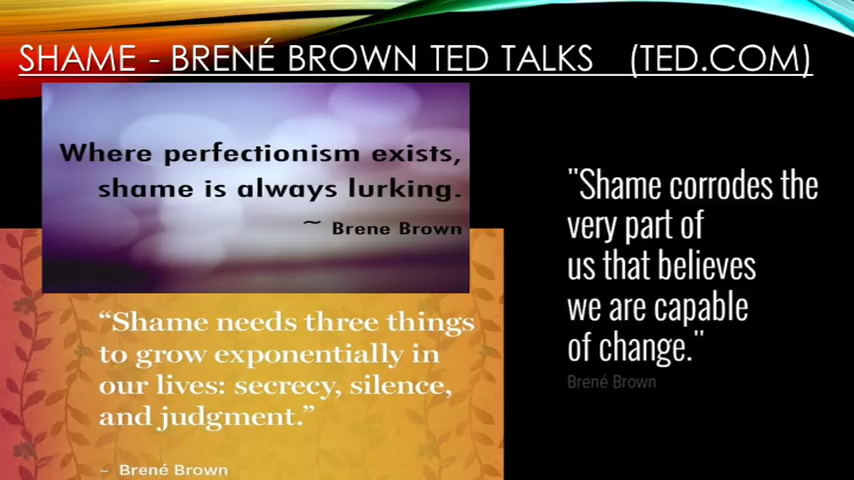 SHAME - BRENÉ BROWN TED TALKS (TED.COM)
Where perfectionism exists,
shame is always lurking.
~ Brene Brown
“Shame needs three things
to grow exponentially in
our lives: secrecy, silence,
and judgment.”
– Brené Brown
"Shame corrodes the
very part of
us that believes
we are capable
of change."
Brené Brown